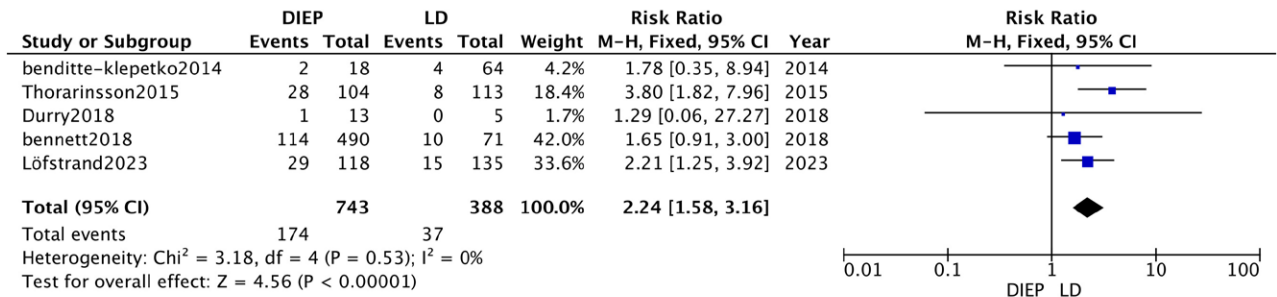 DIEP LD Risk Ratio Risk Ratio
Study or Subgroup Events Total Events Total Weight M-H, Fixed, 95% CI Year M-H, Fixed, 95% CI
benditte-klepetko2014 2 18 4 64 4.2% 1.78 [0.35, 8.94] 2014
Thorarinsson2015 28 104 8 113 18.4% 3.80 [1.82, 7.96] 2015
Durry2018 1 13 0 5 1.7% 1.29 [0.06, 27.27] 2018
bennett2018 114 490 10 71 42.0% 1.65 [0.91, 3.00] 2018
Löfstrand2023 29 118 15 135 33.6% 2.21 [1.25, 3.92] 2023
Total (95% CI) 743 388 100.0% 2.24 [1.58, 3.16]
Total events 174 37
Heterogeneity: Chi² = 3.18, df = 4 (P = 0.53); I² = 0%
Test for overall effect: Z = 4.56 (P < 0.00001)
0.01 0.1 1 10 100
DIEP LD